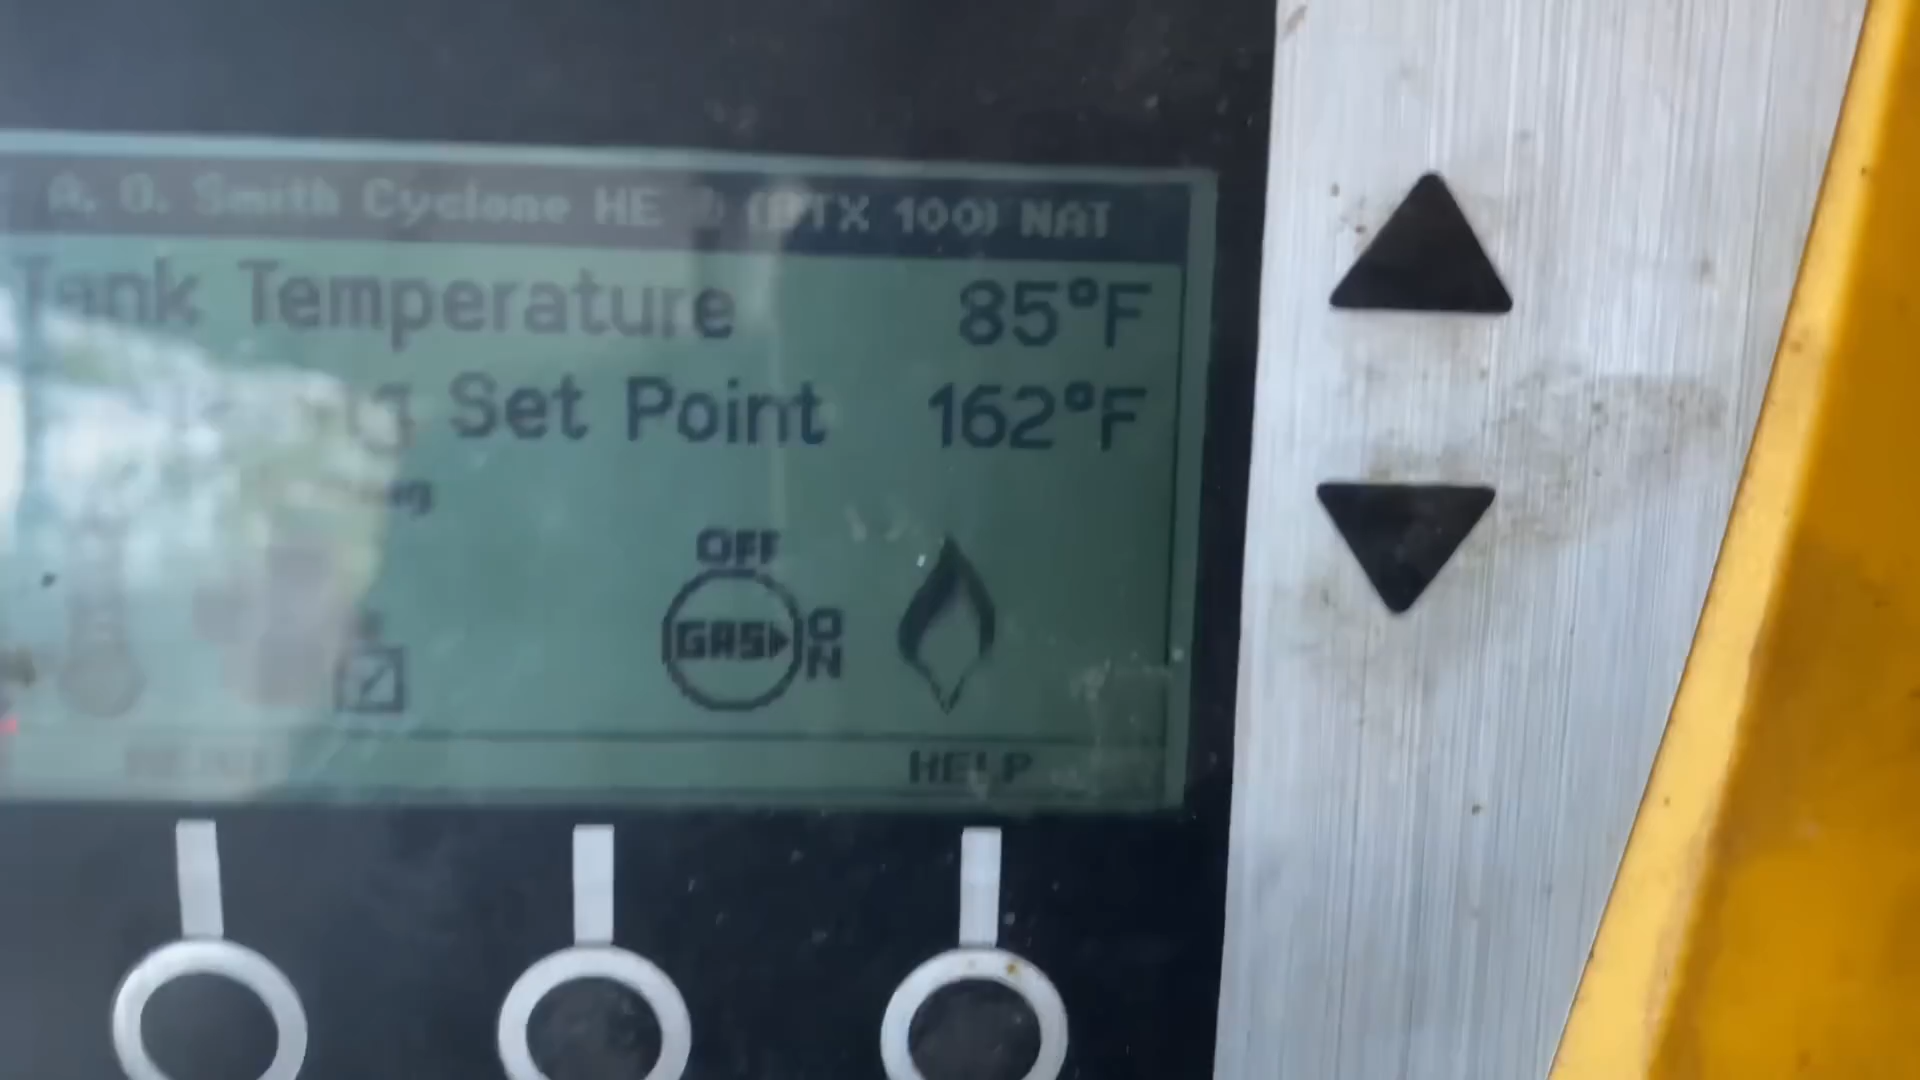 A. O. Smith Cyclone HE (BTX 100) NAT
Tank Temperature 85°F
Set Point 162°F
OFF
GAS ON
HELP